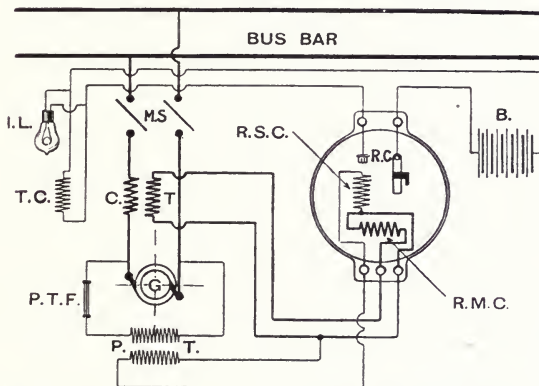 BUS BAR
I.L.
M.S
R.S.C.
R.C.
B.
T.C.
C.
T
G
P.T.F.
P. T.
R.M.C.